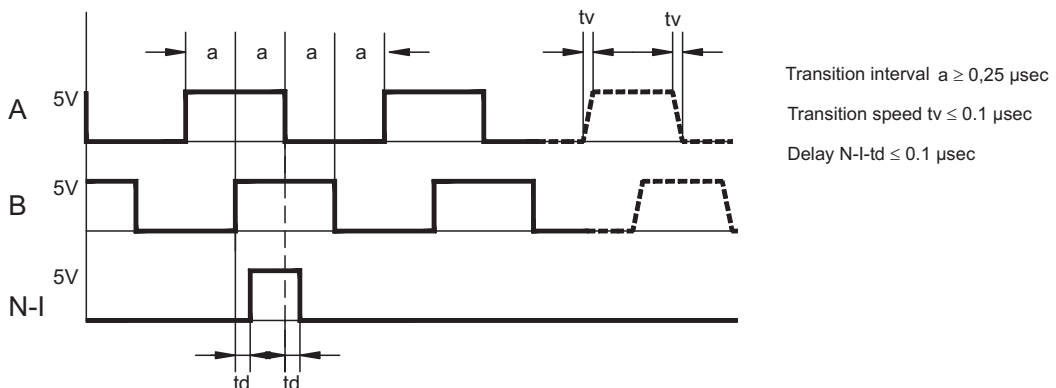 tv tv
a a a a
Transition interval a ≥ 0,25 µsec
A 5V
Transition speed tv ≤ 0.1 µsec
Delay N-I-td ≤ 0.1 µsec
B 5V
N-I 5V
td td